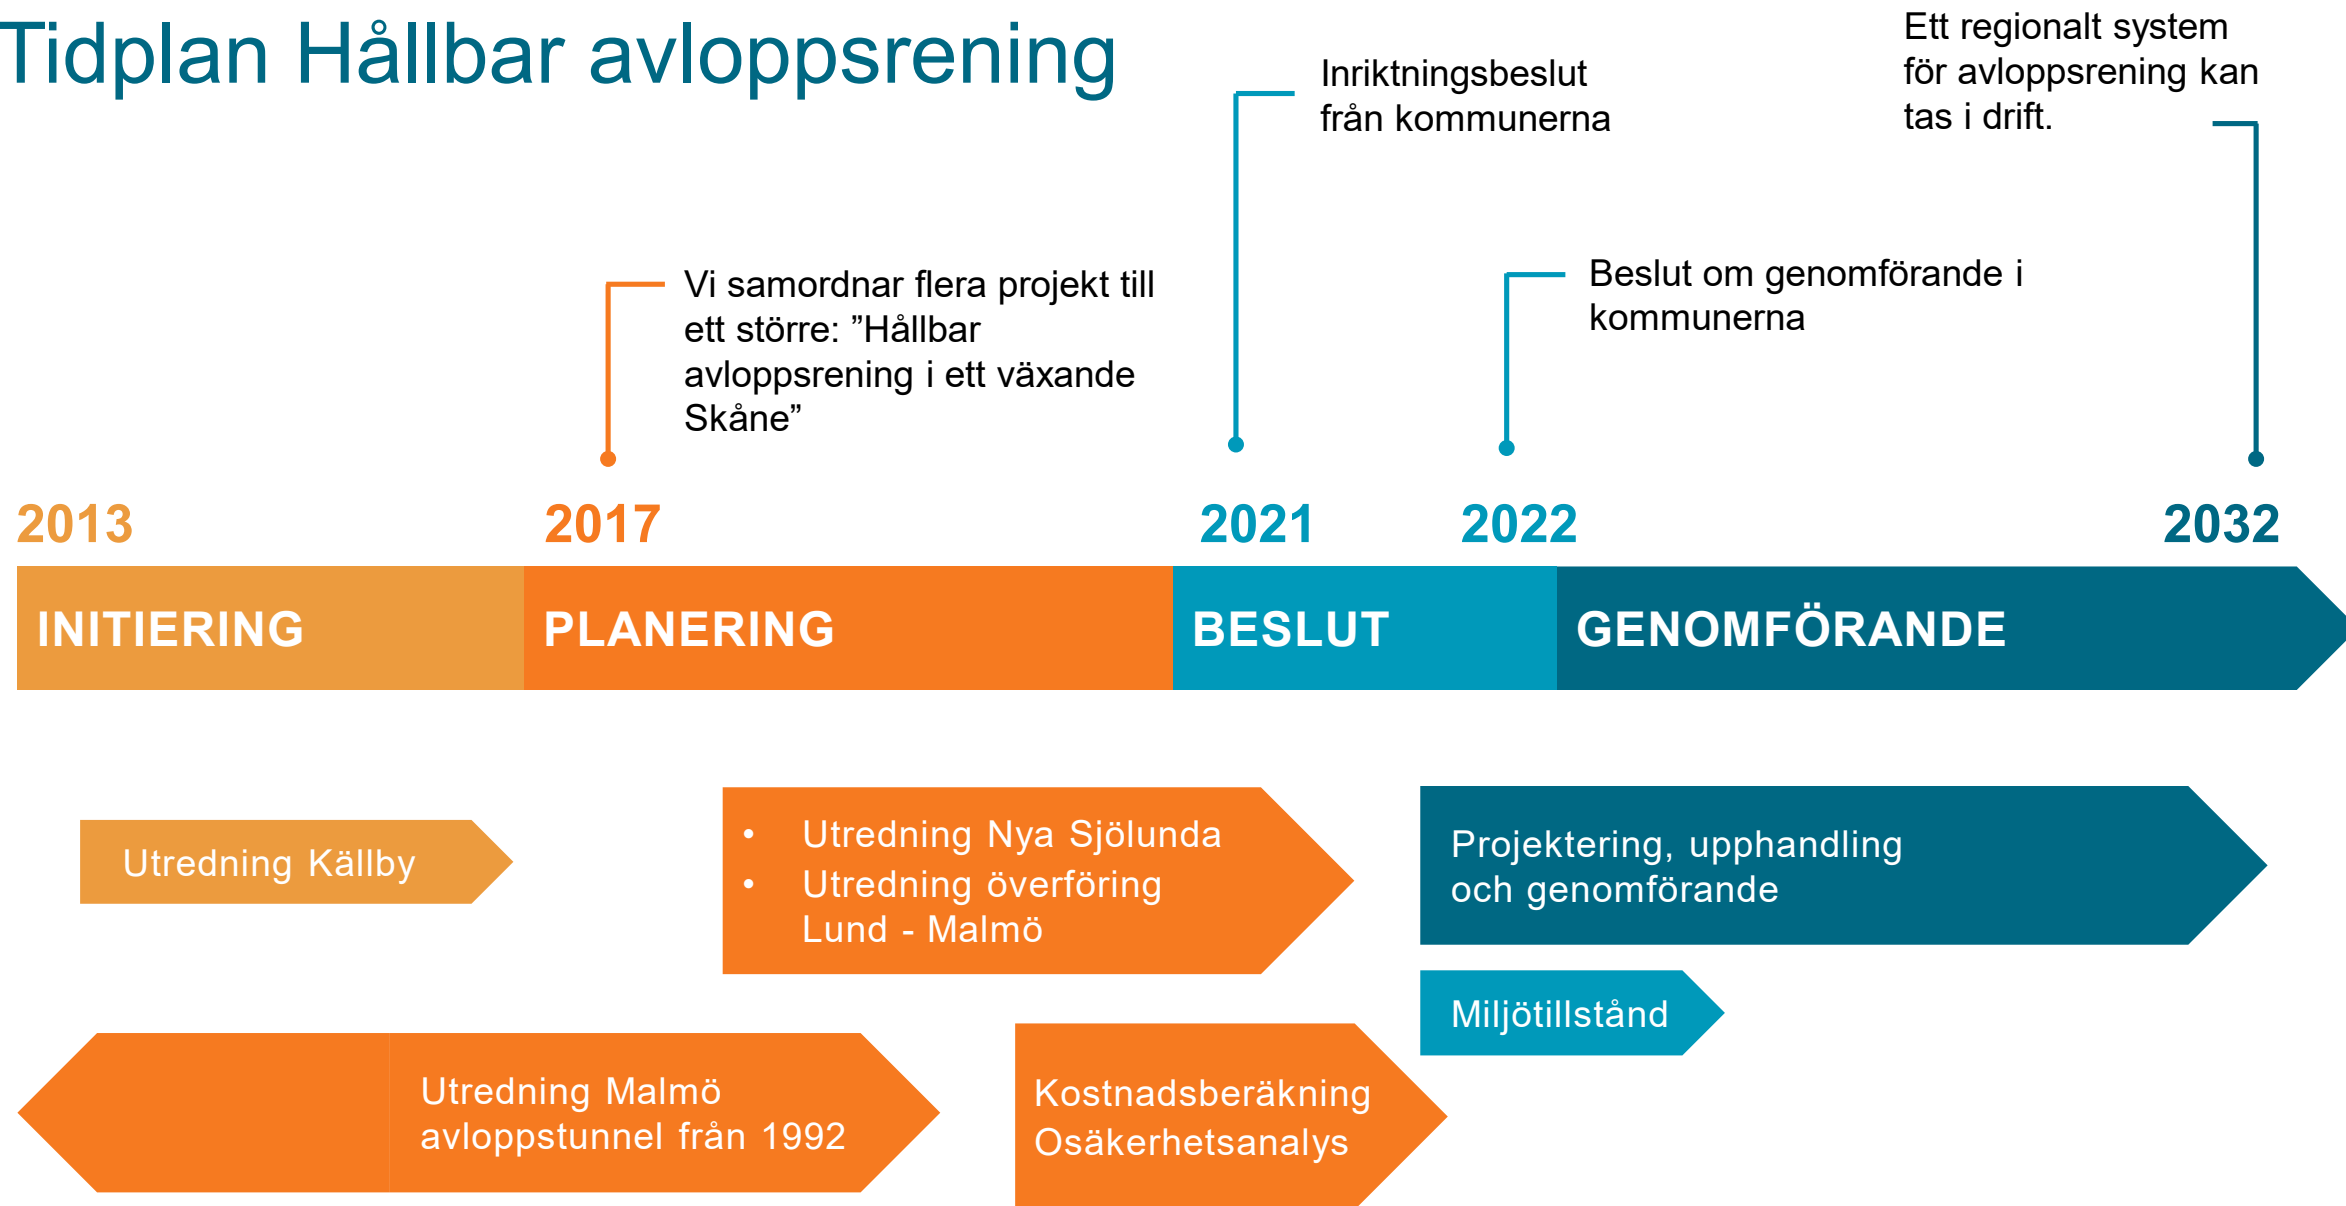 Tidplan Hållbar avloppsrening
Inriktningsbeslut
från kommunerna
Ett regionalt system
för avloppsrening kan
tas i drift.
Vi samordnar flera projekt till
ett större: ”Hållbar
avloppsrening i ett växande
Skåne”
Beslut om genomförande i
kommunerna
2013
2017
2021
2022
2032
INITIERING
PLANERING
BESLUT
GENOMFÖRANDE
Utredning Källby
• Utredning Nya Sjölunda
• Utredning överföring
Lund - Malmö
Projektering, upphandling
och genomförande
Miljötillstånd
Utredning Malmö
avloppstunnel från 1992
Kostnadsberäkning
Osäkerhetsanalys